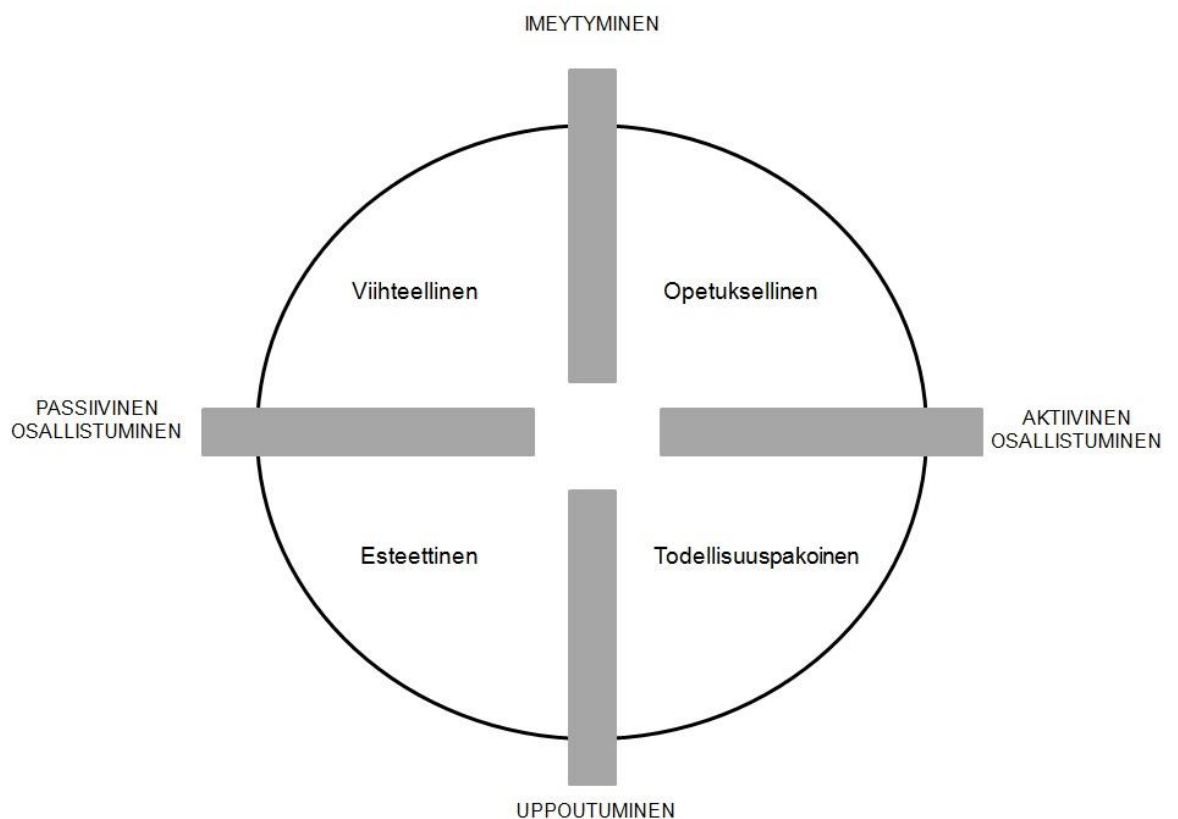 IMEYTYMINEN
Viihteellinen
Opetuksellinen
PASSIIVINEN
OSALLISTUMINEN
AKTIIVINEN
OSALLISTUMINEN
Esteettinen
Todellisuuspakoinen
UPPOUTUMINEN